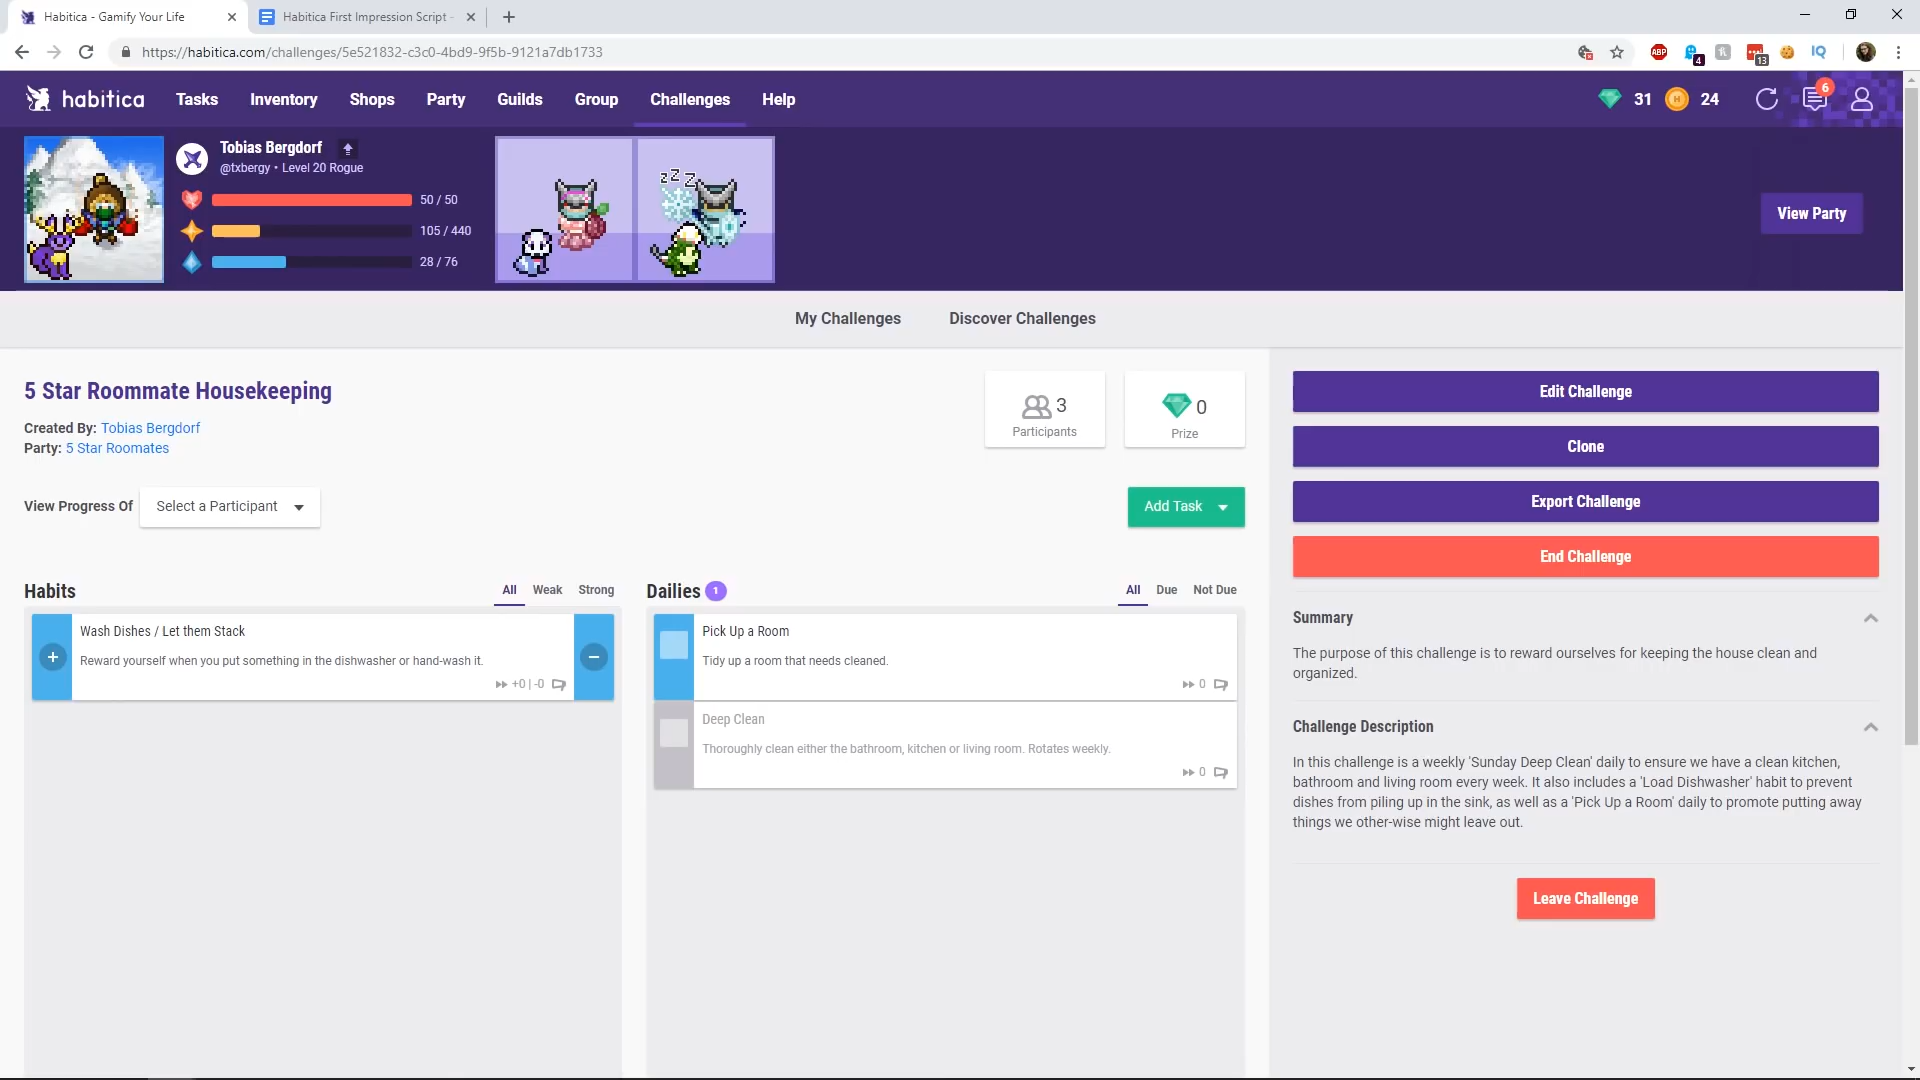 Habitica - Gamify Your Life
Habitica First Impression Script -
https://habitica.com/challenges/5e521832-c3c0-4bd9-9f5b-9121a7db1733
ABP
4
13
IQ
habitica
Tasks
Inventory
Shops
Party
Guilds
Group
Challenges
Help
31
24
6
Tobias Bergdorf
@txbergy • Level 20 Rogue
50 / 50
105 / 440
28 / 76
zZZ
View Party
My Challenges
Discover Challenges
5 Star Roommate Housekeeping
Created By: Tobias Bergdorf
Party: 5 Star Roomates
3
Participants
0
Prize
View Progress Of
Select a Participant
Add Task
Habits
All
Weak
Strong
Wash Dishes / Let them Stack
Reward yourself when you put something in the dishwasher or hand-wash it.
+0 | -0
Dailies
1
All
Due
Not Due
Pick Up a Room
Tidy up a room that needs cleaned.
0
Deep Clean
Thoroughly clean either the bathroom, kitchen or living room. Rotates weekly.
0
Edit Challenge
Clone
Export Challenge
End Challenge
Summary
The purpose of this challenge is to reward ourselves for keeping the house clean and
organized.
Challenge Description
In this challenge is a weekly 'Sunday Deep Clean' daily to ensure we have a clean kitchen,
bathroom and living room every week. It also includes a 'Load Dishwasher' habit to prevent
dishes from piling up in the sink, as well as a 'Pick Up a Room' daily to promote putting away
things we other-wise might leave out.
Leave Challenge